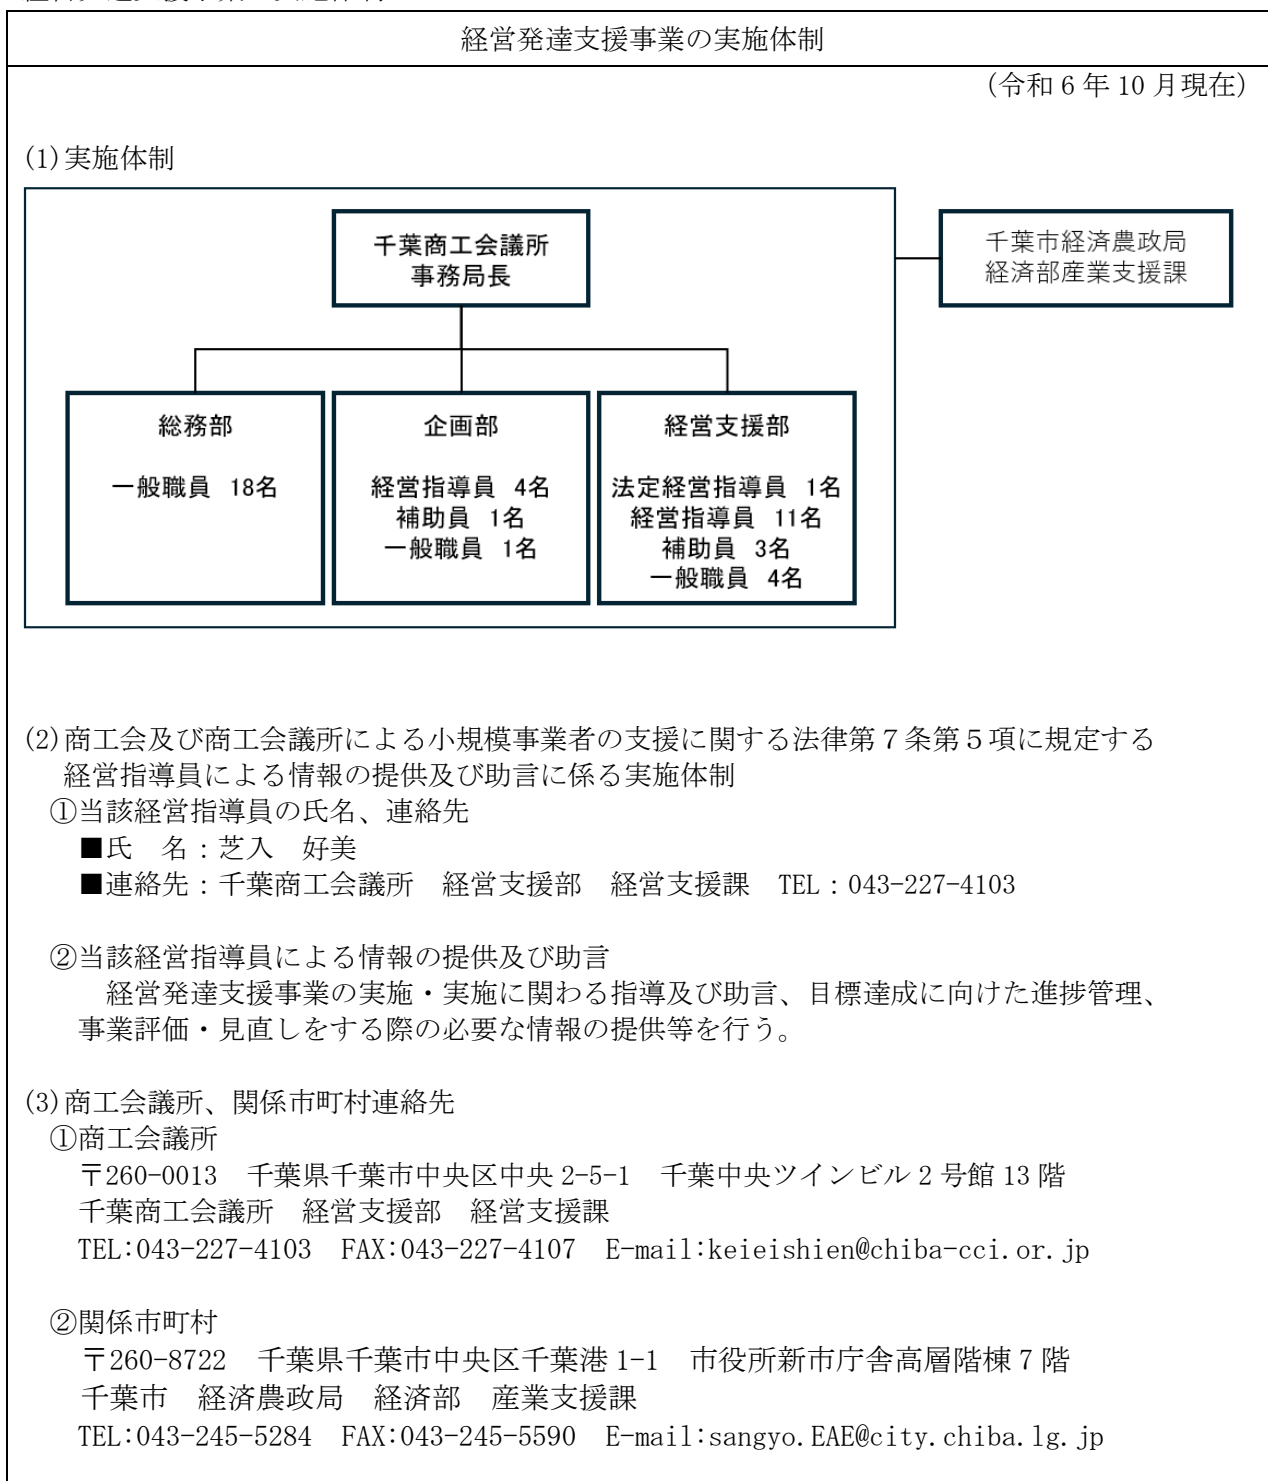 経営発達支援事業の実施体制
（令和 6 年 10 月現在）
(1)実施体制
千葉商工会議所
事務局長
千葉市経済農政局
経済部産業支援課
総務部
一般職員 18名
企画部
経営指導員 4名
補助員 1名
一般職員 1名
経営支援部
法定経営指導員 1名
経営指導員 11名
補助員 3名
一般職員 4名
(2)商工会及び商工会議所による小規模事業者の支援に関する法律第７条第５項に規定する
経営指導員による情報の提供及び助言に係る実施体制
①当該経営指導員の氏名、連絡先
■氏　名：芝入　好美
■連絡先：千葉商工会議所　経営支援部　経営支援課　TEL：043-227-4103
②当該経営指導員による情報の提供及び助言
経営発達支援事業の実施・実施に関わる指導及び助言、目標達成に向けた進捗管理、
事業評価・見直しをする際の必要な情報の提供等を行う。
(3)商工会議所、関係市町村連絡先
①商工会議所
〒260-0013　千葉県千葉市中央区中央 2-5-1　千葉中央ツインビル 2 号館 13 階
千葉商工会議所　経営支援部　経営支援課
TEL:043-227-4103　FAX:043-227-4107　E-mail:keieishien@chiba-cci.or.jp
②関係市町村
〒260-8722　千葉県千葉市中央区千葉港 1-1　市役所新市庁舎高層階棟 7 階
千葉市　経済農政局　経済部　産業支援課
TEL:043-245-5284　FAX:043-245-5590　E-mail:sangyo.EAE@city.chiba.lg.jp